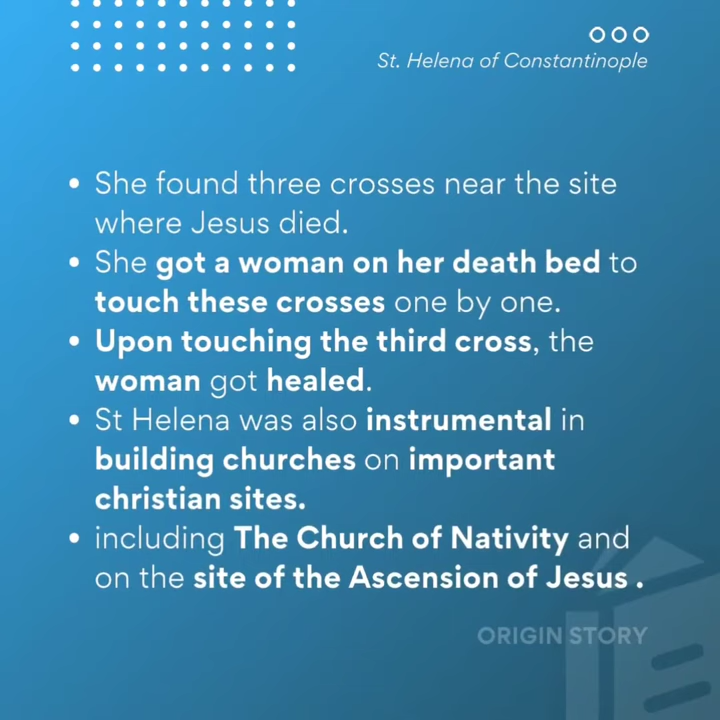 St. Helena of Constantinople
• She found three crosses near the site
where Jesus died.
• She got a woman on her death bed to
touch these crosses one by one.
• Upon touching the third cross, the
woman got healed.
• St Helena was also instrumental in
building churches on important
christian sites.
• including The Church of Nativity and
on the site of the Ascension of Jesus .
ORIGIN STORY